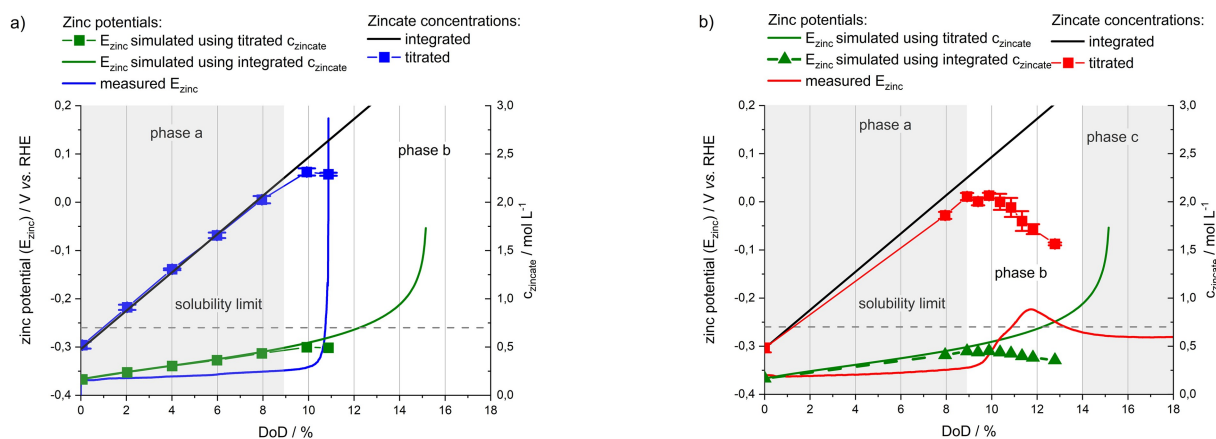 a)
Zinc potentials:
Zincate concentrations:
E_zinc simulated using titrated c_zincate
integrated
E_zinc simulated using integrated c_zincate
titrated
measured E_zinc
0,2
0,1
0,0
-0,1
-0,2
-0,3
-0,4
zinc potential (E_zinc) / V vs. RHE
phase a
phase b
solubility limit
3,0
2,5
2,0
1,5
1,0
0,5
0,0
c_zincate / mol L⁻¹
0 2 4 6 8 10 12 14 16 18
DoD / %
b)
Zinc potentials:
Zincate concentrations:
E_zinc simulated using titrated c_zincate
integrated
E_zinc simulated using integrated c_zincate
titrated
measured E_zinc
0,2
0,1
0,0
-0,1
-0,2
-0,3
-0,4
zinc potential (E_zinc) / V vs. RHE
phase a
phase c
phase b
solubility limit
3,0
2,5
2,0
1,5
1,0
0,5
0,0
c_zincate / mol L⁻¹
0 2 4 6 8 10 12 14 16 18
DoD / %